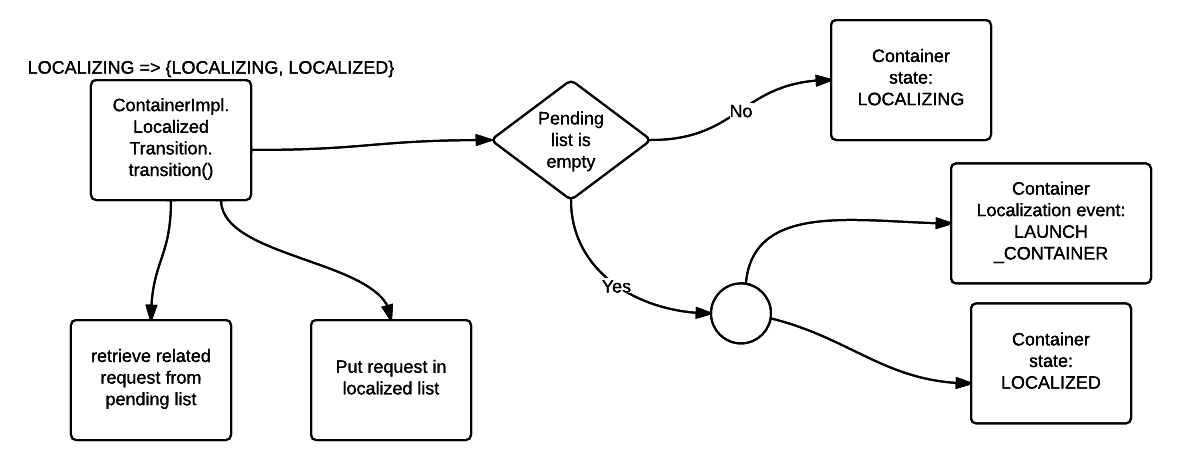 LOCALIZING => {LOCALIZING, LOCALIZED}
ContainerImpl.
Localized
Transition.
transition()
Pending
list is
empty
No
Container
state:
LOCALIZING
Container
Localization event:
LAUNCH
_CONTAINER
Yes
Container
state:
LOCALIZED
retrieve related
request from
pending list
Put request in
localized list